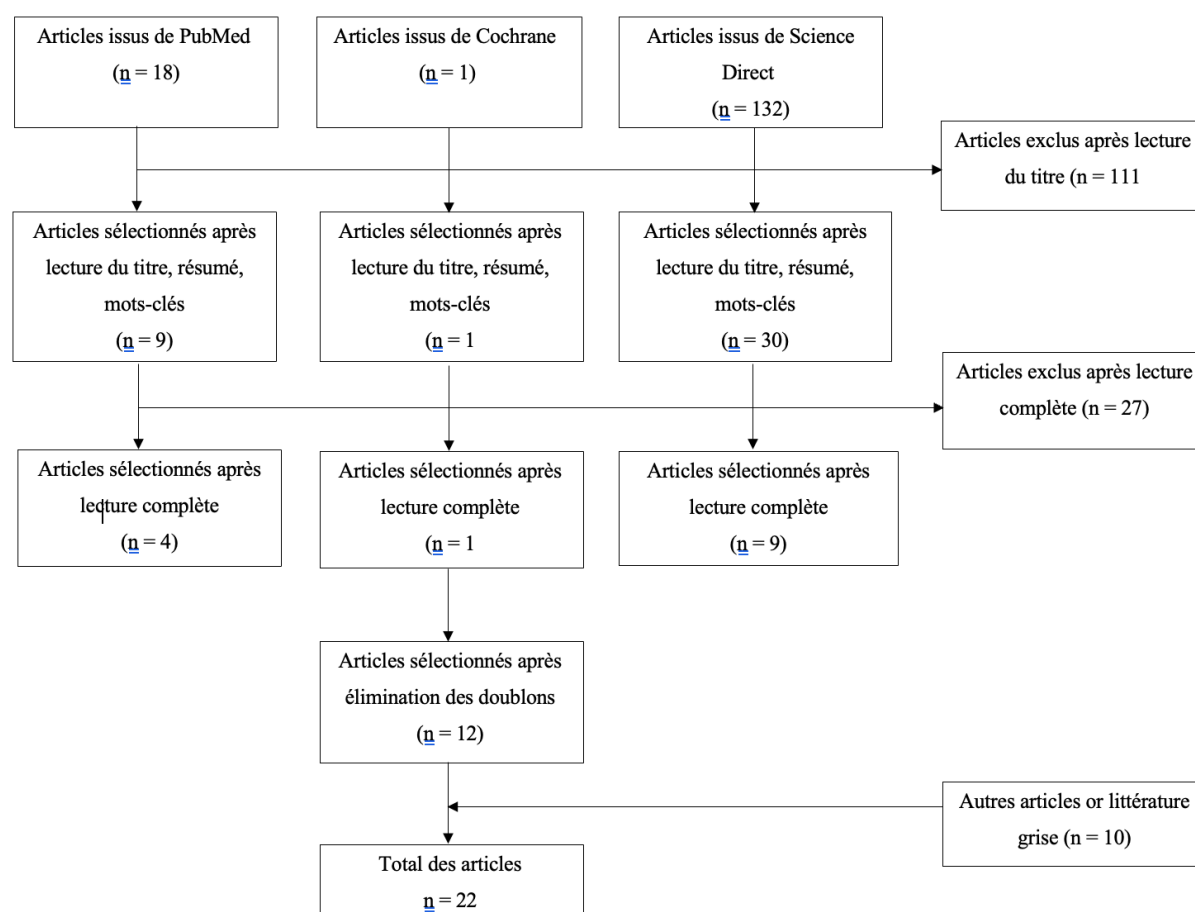 Articles issus de PubMed
(n = 18)
Articles issus de Cochrane
(n = 1)
Articles issus de Science
Direct
(n = 132)
Articles exclus après lecture
du titre (n = 111
Articles sélectionnés après
lecture du titre, résumé,
mots-clés
(n = 9)
Articles sélectionnés après
lecture du titre, résumé,
mots-clés
(n = 1
Articles sélectionnés après
lecture du titre, résumé,
mots-clés
(n = 30)
Articles exclus après lecture
complète (n = 27)
Articles sélectionnés après
lecture complète
(n = 4)
Articles sélectionnés après
lecture complète
(n = 1
Articles sélectionnés après
lecture complète
(n = 9)
Articles sélectionnés après
élimination des doublons
(n = 12)
Autres articles or littérature
grise (n = 10)
Total des articles
n = 22